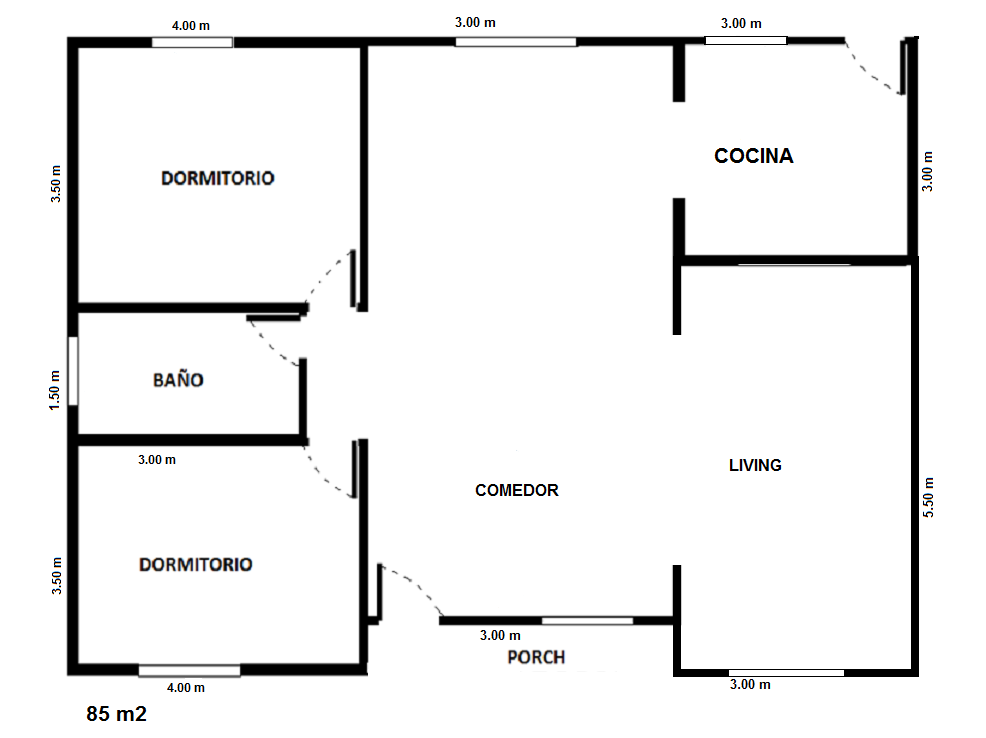 4.00 m
3.00 m
3.00 m
DORMITORIO
COCINA
3.50 m
3.00 m
BAÑO
1.50 m
3.00 m
LIVING
COMEDOR
5.50 m
DORMITORIO
3.50 m
3.00 m
PORCH
4.00 m
3.00 m
85 m2